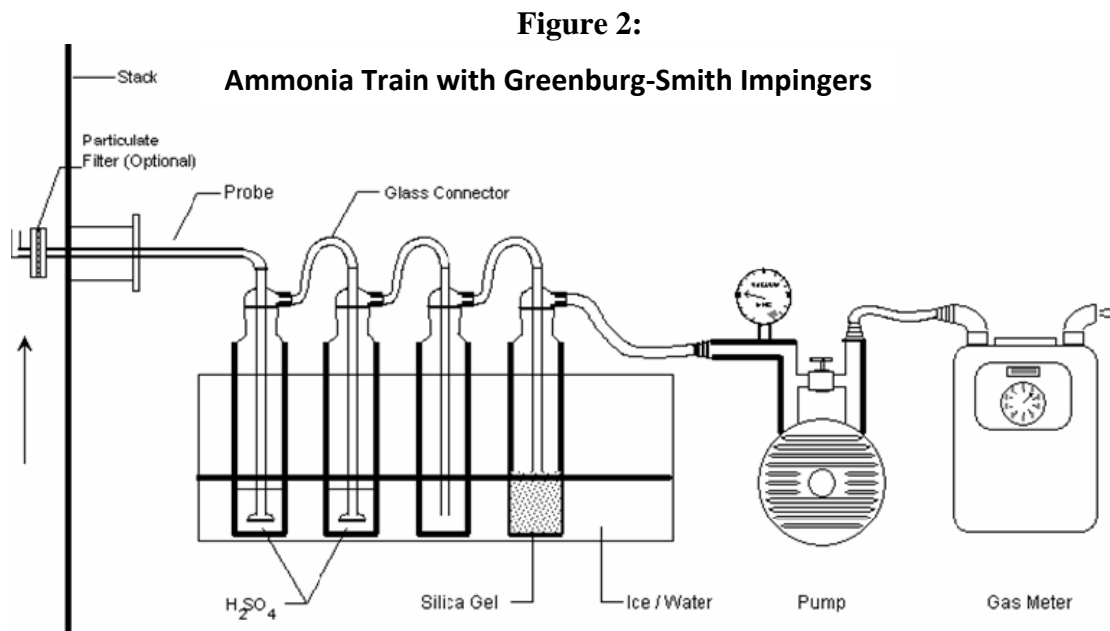 Figure 2:
Ammonia Train with Greenburg-Smith Impingers
Stack
Particulate
Filter (Optional)
Probe
Glass Connector
VACUUM
H2SO4
Silica Gel
Ice / Water
Pump
Gas Meter